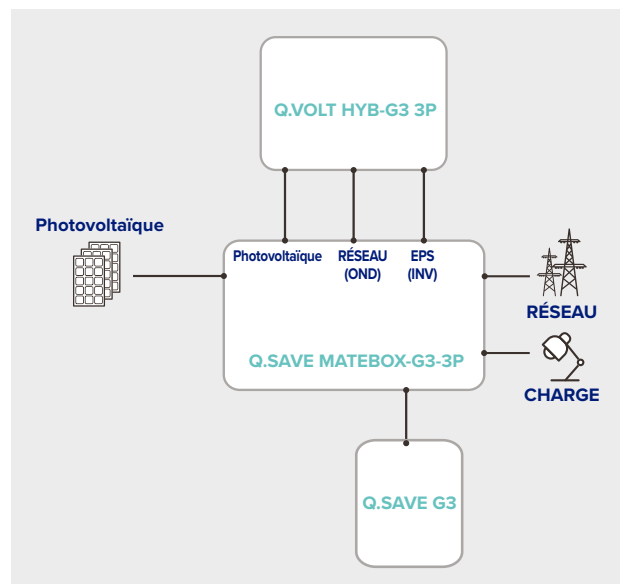 Q.VOLT HYB-G3 3P
Photovoltaïque
Photovoltaïque
RÉSEAU
(OND)
EPS
(INV)
RÉSEAU
Q.SAVE MATEBOX-G3-3P
CHARGE
Q.SAVE G3